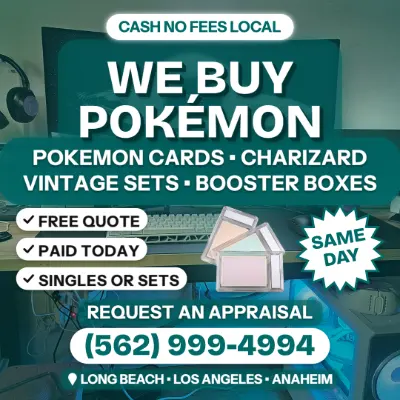 CASH NO FEES LOCAL
WE BUY
POKÉMON
POKEMON CARDS • CHARIZARD
VINTAGE SETS • BOOSTER BOXES
✓ FREE QUOTE
✓ PAID TODAY
✓ SINGLES OR SETS
SAME
DAY
REQUEST AN APPRAISAL
(562) 999-4994
LONG BEACH • LOS ANGELES • ANAHEIM